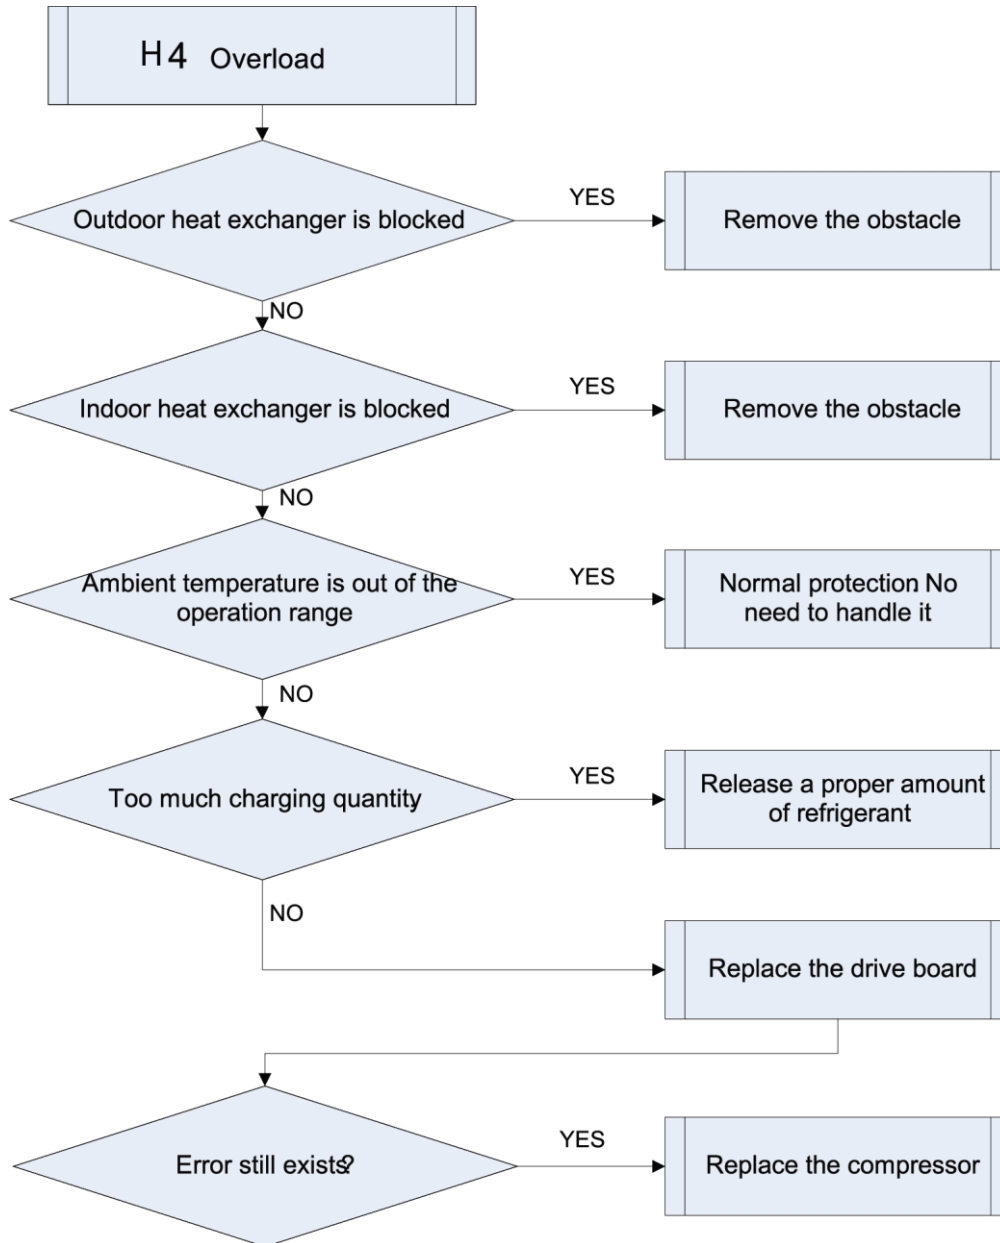 H4 Overload
Outdoor heat exchanger is blocked
YES
Remove the obstacle
NO
Indoor heat exchanger is blocked
YES
Remove the obstacle
NO
Ambient temperature is out of the
operation range
YES
Normal protection. No
need to handle it
NO
Too much charging quantity
YES
Release a proper amount
of refrigerant
NO
Replace the drive board
Error still exists?
YES
Replace the compressor